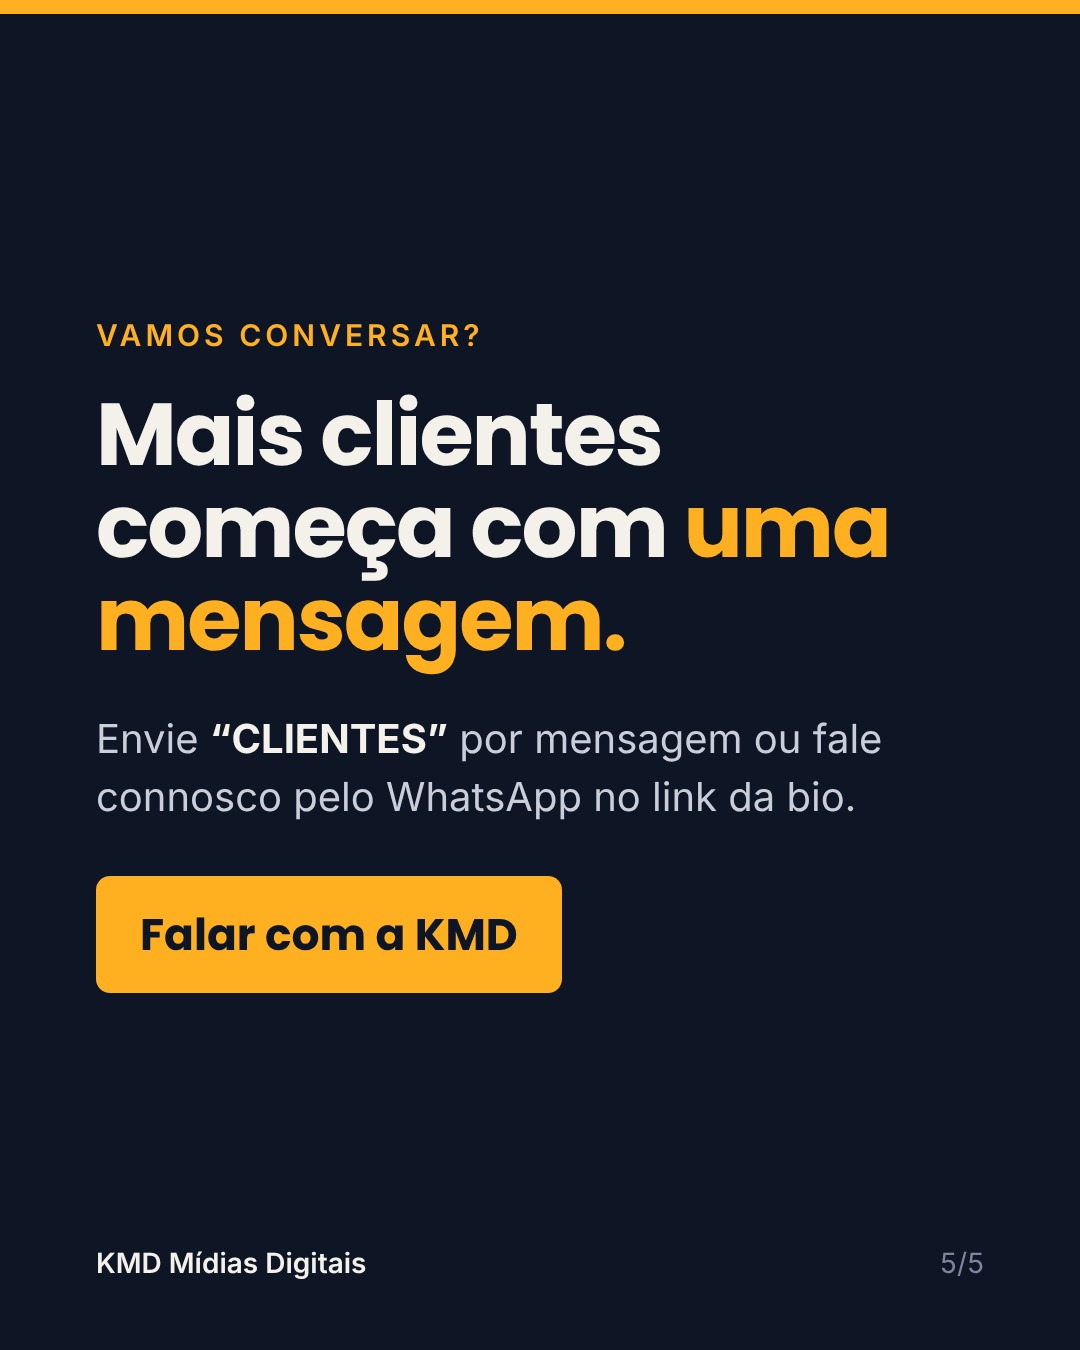 VAMOS CONVERSAR?
Mais clientes
começa com uma
mensagem.
Envie “CLIENTES” por mensagem ou fale
connosco pelo WhatsApp no link da bio.
Falar com a KMD
KMD Mídias Digitais
5/5